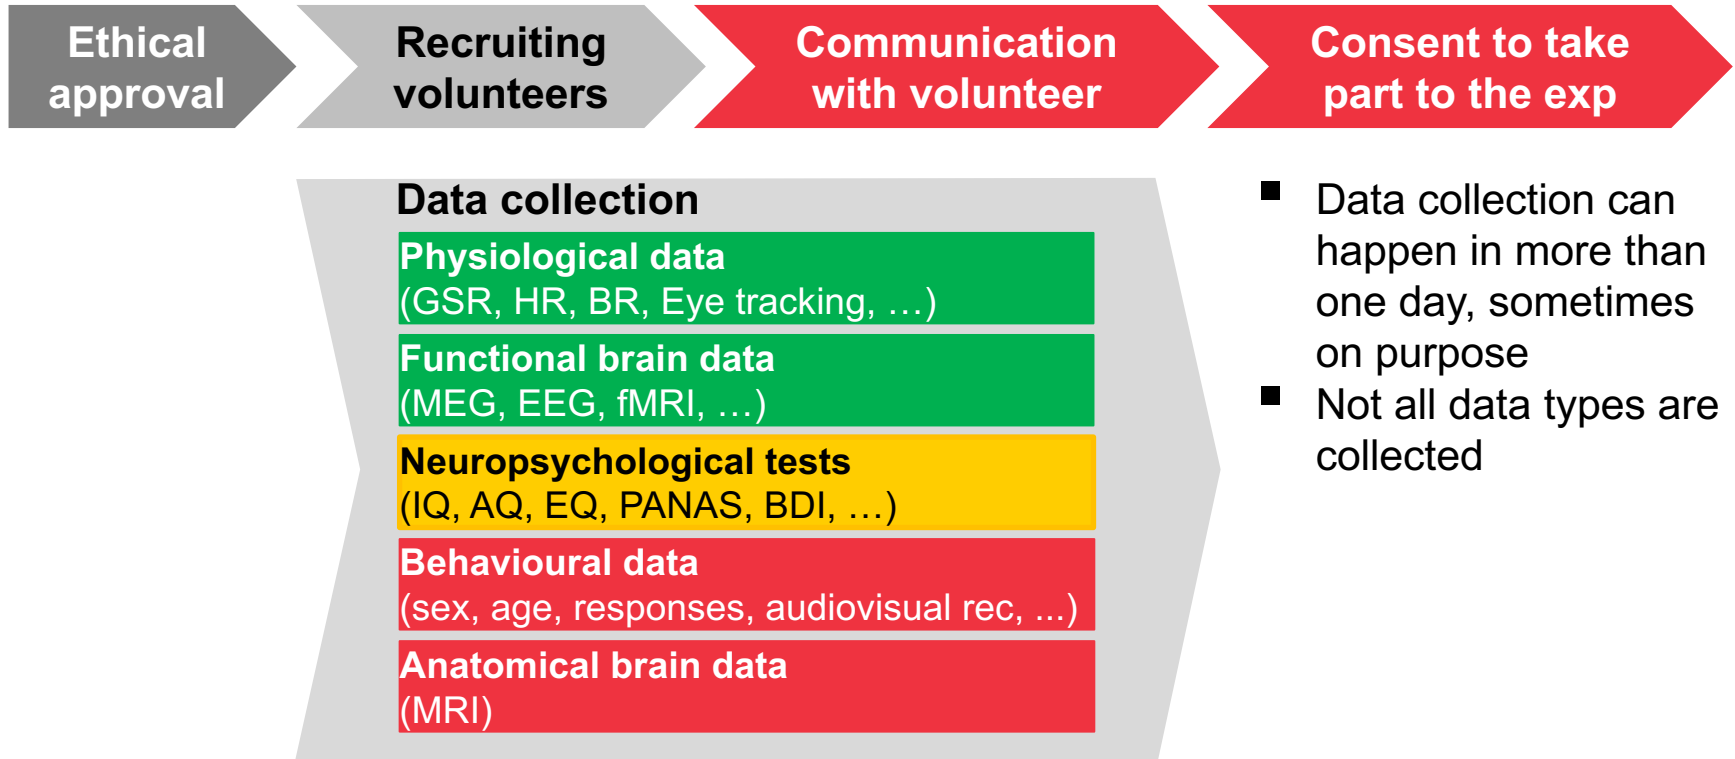 Ethical
approval
Recruiting
volunteers
Communication
with volunteer
Consent to take
part to the exp
Data collection
Physiological data
(GSR, HR, BR, Eye tracking, …)
Functional brain data
(MEG, EEG, fMRI, …)
Neuropsychological tests
(IQ, AQ, EQ, PANAS, BDI, …)
Behavioural data
(sex, age, responses, audiovisual rec, ...)
Anatomical brain data
(MRI)
▪ Data collection can
happen in more than
one day, sometimes
on purpose
▪ Not all data types are
collected